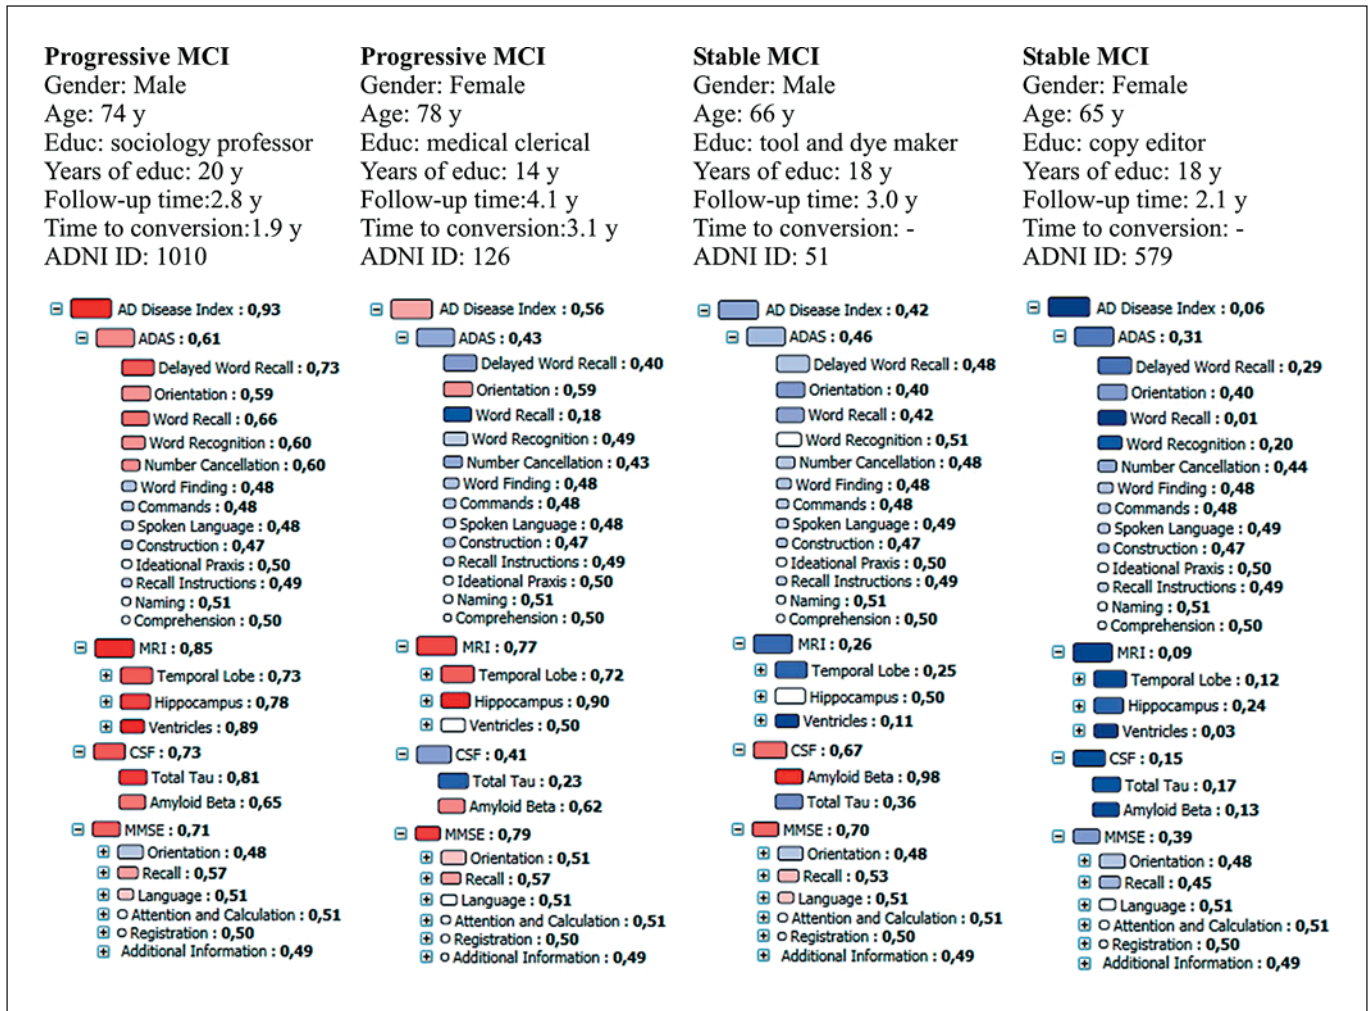 Progressive MCI
Gender: Male
Age: 74 y
Educ: sociology professor
Years of educ: 20 y
Follow-up time:2.8 y
Time to conversion:1.9 y
ADNI ID: 1010
AD Disease Index : 0,93
ADAS : 0,61
Delayed Word Recall : 0,73
Orientation : 0,59
Word Recall : 0,66
Word Recognition : 0,60
Number Cancellation : 0,60
Word Finding : 0,48
Commands : 0,48
Spoken Language : 0,48
Construction : 0,47
Ideational Praxis : 0,50
Recall Instructions : 0,49
Naming : 0,51
Comprehension : 0,50
MRI : 0,85
Temporal Lobe : 0,73
Hippocampus : 0,78
Ventricles : 0,89
CSF : 0,73
Total Tau : 0,81
Amyloid Beta : 0,65
MMSE : 0,71
Orientation : 0,48
Recall : 0,57
Language : 0,51
Attention and Calculation : 0,51
Registration : 0,50
Additional Information : 0,49
Progressive MCI
Gender: Female
Age: 78 y
Educ: medical clerical
Years of educ: 14 y
Follow-up time:4.1 y
Time to conversion:3.1 y
ADNI ID: 126
AD Disease Index : 0,56
ADAS : 0,43
Delayed Word Recall : 0,40
Orientation : 0,59
Word Recall : 0,18
Word Recognition : 0,49
Number Cancellation : 0,43
Word Finding : 0,48
Commands : 0,48
Spoken Language : 0,48
Construction : 0,47
Recall Instructions : 0,49
Ideational Praxis : 0,50
Naming : 0,51
Comprehension : 0,50
MRI : 0,77
Temporal Lobe : 0,72
Hippocampus : 0,90
Ventricles : 0,50
CSF : 0,41
Total Tau : 0,23
Amyloid Beta : 0,62
MMSE : 0,79
Orientation : 0,51
Recall : 0,57
Language : 0,51
Attention and Calculation : 0,51
Registration : 0,50
Additional Information : 0,49
Stable MCI
Gender: Male
Age: 66 y
Educ: tool and dye maker
Years of educ: 18 y
Follow-up time: 3.0 y
Time to conversion: -
ADNI ID: 51
AD Disease Index : 0,42
ADAS : 0,46
Delayed Word Recall : 0,48
Orientation : 0,40
Word Recall : 0,42
Word Recognition : 0,51
Number Cancellation : 0,48
Word Finding : 0,48
Commands : 0,48
Spoken Language : 0,49
Construction : 0,47
Ideational Praxis : 0,50
Recall Instructions : 0,49
Naming : 0,51
Comprehension : 0,50
MRI : 0,26
Temporal Lobe : 0,25
Hippocampus : 0,50
Ventricles : 0,11
CSF : 0,67
Amyloid Beta : 0,98
Total Tau : 0,36
MMSE : 0,70
Orientation : 0,48
Recall : 0,53
Language : 0,51
Attention and Calculation : 0,51
Registration : 0,50
Additional Information : 0,49
Stable MCI
Gender: Female
Age: 65 y
Educ: copy editor
Years of educ: 18 y
Follow-up time: 2.1 y
Time to conversion: -
ADNI ID: 579
AD Disease Index : 0,06
ADAS : 0,31
Delayed Word Recall : 0,29
Orientation : 0,40
Word Recall : 0,01
Word Recognition : 0,20
Number Cancellation : 0,44
Word Finding : 0,48
Commands : 0,48
Spoken Language : 0,49
Construction : 0,47
Ideational Praxis : 0,50
Recall Instructions : 0,49
Naming : 0,51
Comprehension : 0,50
MRI : 0,09
Temporal Lobe : 0,12
Hippocampus : 0,24
Ventricles : 0,03
CSF : 0,15
Total Tau : 0,17
Amyloid Beta : 0,13
MMSE : 0,39
Orientation : 0,48
Recall : 0,45
Language : 0,51
Attention and Calculation : 0,51
Registration : 0,50
Additional Information : 0,49